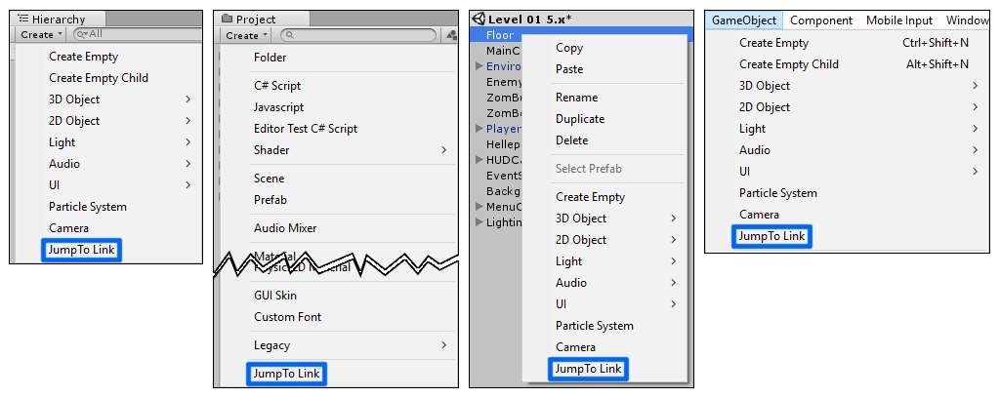 Hierarchy
Create
All
Create Empty
Create Empty Child
3D Object
2D Object
Light
Audio
UI
Particle System
Camera
JumpTo Link
Project
Create
Folder
C# Script
Javascript
Editor Test C# Script
Shader
Scene
Prefab
Audio Mixer
Material
Physic2D Material
GUI Skin
Custom Font
Legacy
JumpTo Link
Level 01 5.x*
Floor
MainC
Enviro
Enemy
ZomBu
ZomBe
Player
Hellep
HUDCa
EventS
Backg
MenuC
Lightin
Copy
Paste
Rename
Duplicate
Delete
Select Prefab
Create Empty
3D Object
2D Object
Light
Audio
UI
Particle System
Camera
JumpTo Link
GameObject Component Mobile Input Window
Create Empty Ctrl+Shift+N
Create Empty Child Alt+Shift+N
3D Object
2D Object
Light
Audio
UI
Particle System
Camera
JumpTo Link